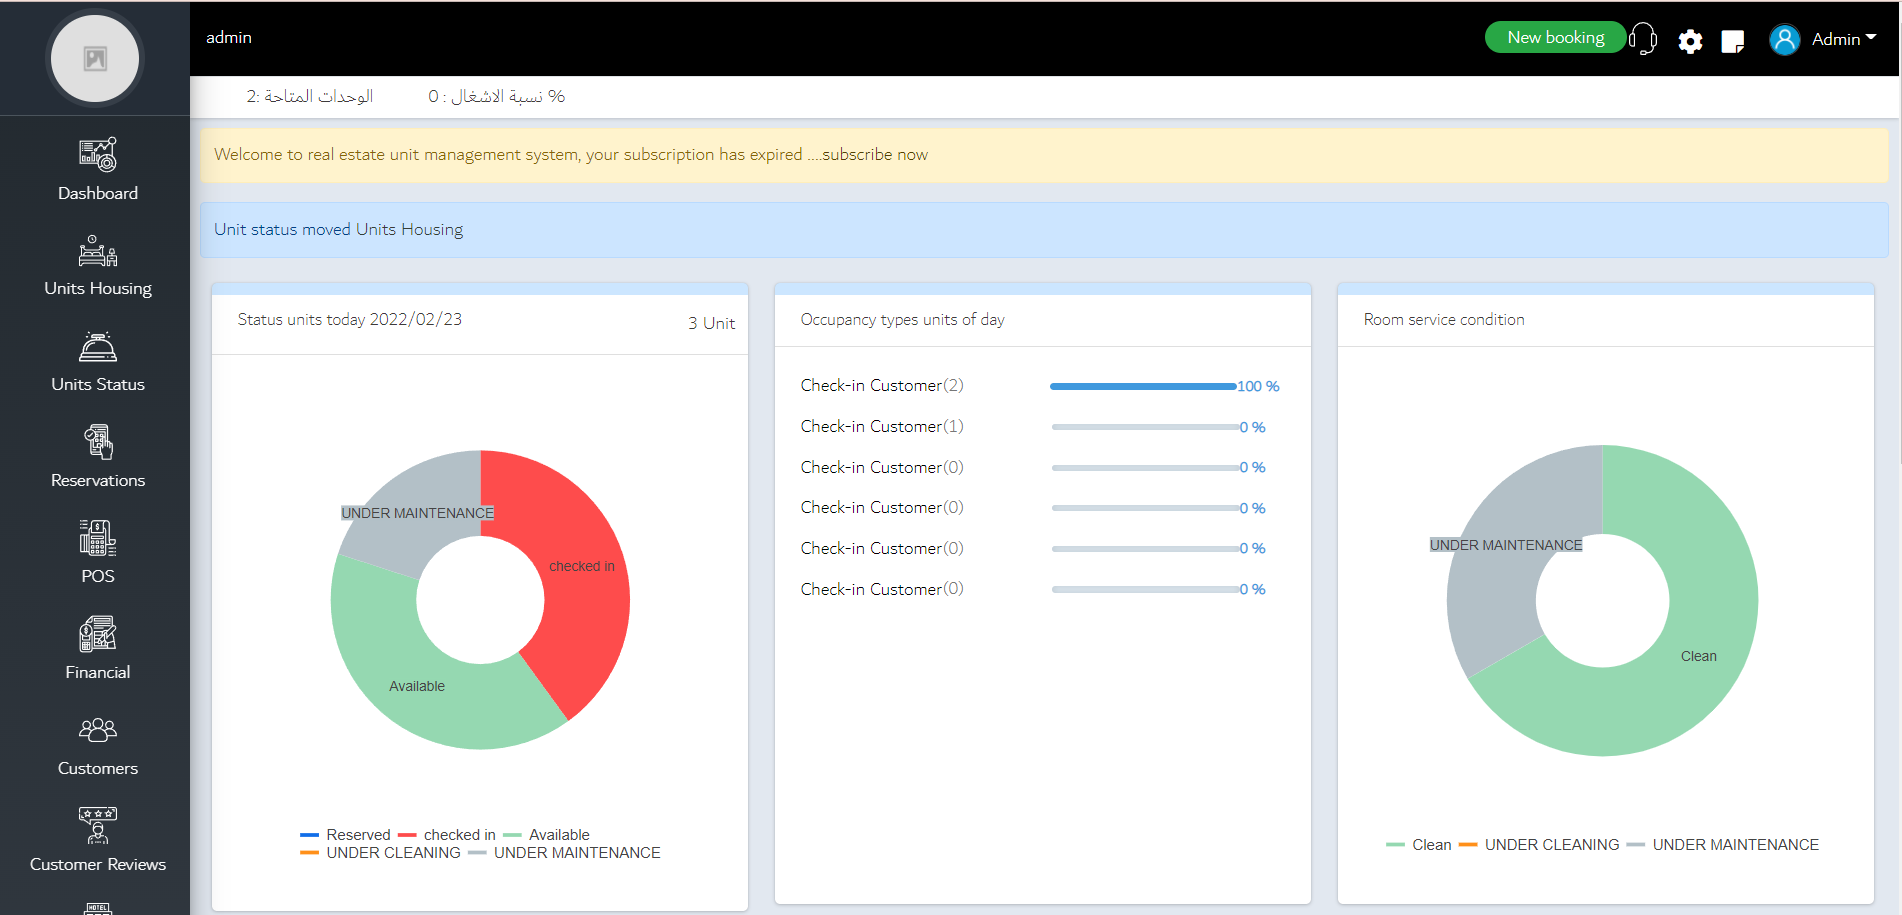 admin
New booking
Admin
الوحدات المتاحة :2
% نسبة الاشغال : 0
Dashboard
Units Housing
Units Status
Reservations
POS
Financial
Customers
Customer Reviews
HOTEL
Welcome to real estate unit management system, your subscription has expired ....subscribe now
Unit status moved Units Housing
Status units today 2022/02/23
3 Unit
UNDER MAINTENANCE
checked in
Available
Reserved checked in Available
UNDER CLEANING UNDER MAINTENANCE
Occupancy types units of day
Check-in Customer(2) 100 %
Check-in Customer(1) 0 %
Check-in Customer(0) 0 %
Check-in Customer(0) 0 %
Check-in Customer(0) 0 %
Check-in Customer(0) 0 %
Room service condition
UNDER MAINTENANCE
Clean
Clean UNDER CLEANING UNDER MAINTENANCE